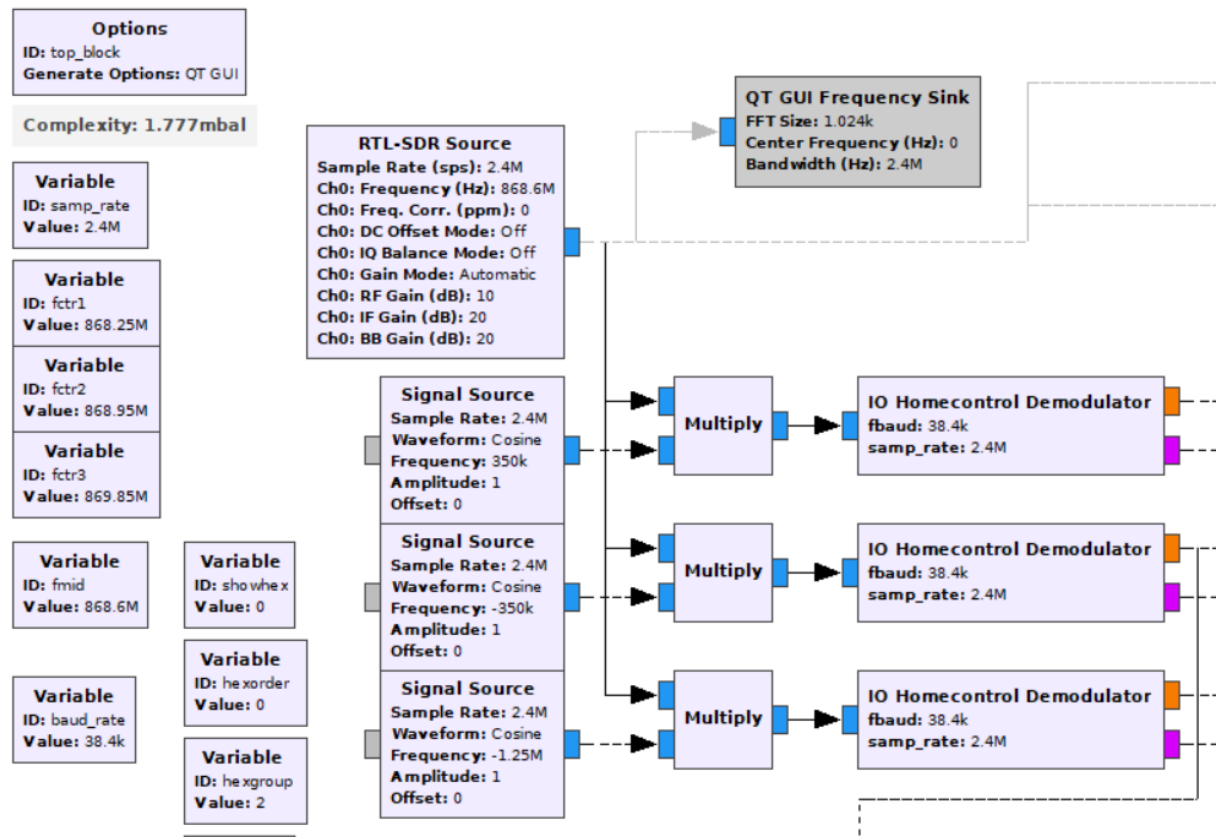 Options
ID: top_block
Generate Options: QT GUI
Complexity: 1.777mbal
Variable
ID: samp_rate
Value: 2.4M
Variable
ID: fctr1
Value: 868.25M
Variable
ID: fctr2
Value: 868.95M
Variable
ID: fctr3
Value: 869.85M
Variable
ID: fmid
Value: 868.6M
Variable
ID: baud_rate
Value: 38.4k
Variable
ID: showhex
Value: 0
Variable
ID: hexorder
Value: 0
Variable
ID: hexgroup
Value: 2
RTL-SDR Source
Sample Rate (sps): 2.4M
Ch0: Frequency (Hz): 868.6M
Ch0: Freq. Corr. (ppm): 0
Ch0: DC Offset Mode: Off
Ch0: IQ Balance Mode: Off
Ch0: Gain Mode: Automatic
Ch0: RF Gain (dB): 10
Ch0: IF Gain (dB): 20
Ch0: BB Gain (dB): 20
QT GUI Frequency Sink
FFT Size: 1.024k
Center Frequency (Hz): 0
Bandwidth (Hz): 2.4M
Signal Source
Sample Rate: 2.4M
Waveform: Cosine
Frequency: 350k
Amplitude: 1
Offset: 0
Multiply
IO Homecontrol Demodulator
fbaud: 38.4k
samp_rate: 2.4M
Signal Source
Sample Rate: 2.4M
Waveform: Cosine
Frequency: -350k
Amplitude: 1
Offset: 0
Multiply
IO Homecontrol Demodulator
fbaud: 38.4k
samp_rate: 2.4M
Signal Source
Sample Rate: 2.4M
Waveform: Cosine
Frequency: -1.25M
Amplitude: 1
Offset: 0
Multiply
IO Homecontrol Demodulator
fbaud: 38.4k
samp_rate: 2.4M